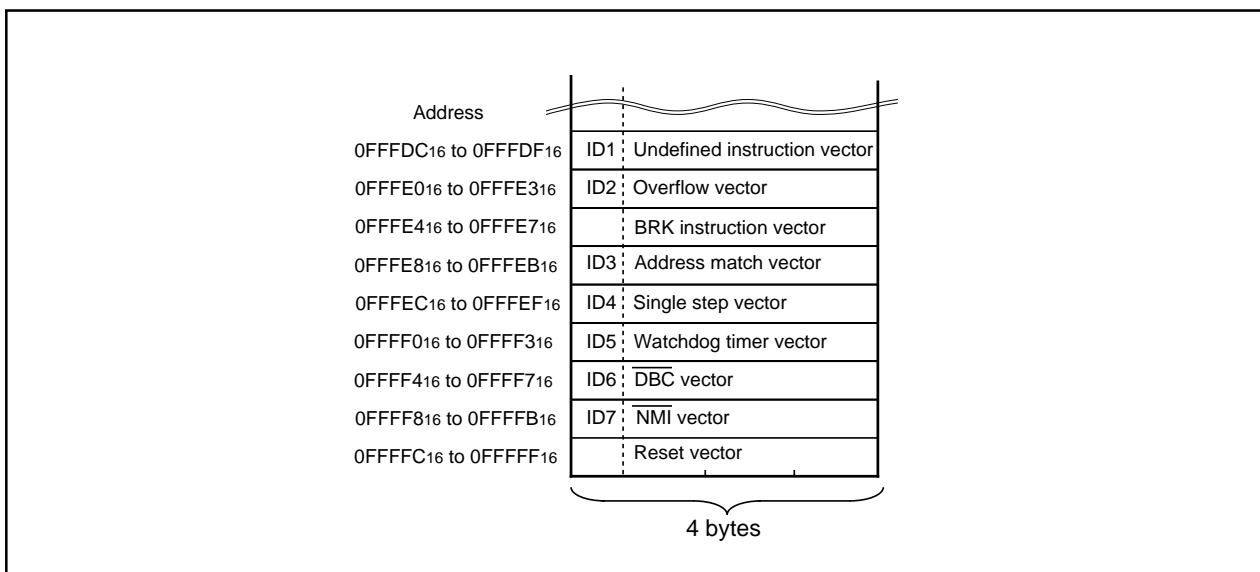 Address
0FFFDC16 to 0FFFDF16 ID1 Undefined instruction vector
0FFFE016 to 0FFFE316 ID2 Overflow vector
0FFFE416 to 0FFFE716 BRK instruction vector
0FFFE816 to 0FFFEB16 ID3 Address match vector
0FFFEC16 to 0FFFEF16 ID4 Single step vector
0FFFF016 to 0FFFF316 ID5 Watchdog timer vector
0FFFF416 to 0FFFF716 ID6 DBC vector
0FFFF816 to 0FFFFB16 ID7 NMI vector
0FFFFC16 to 0FFFFF16 Reset vector
4 bytes